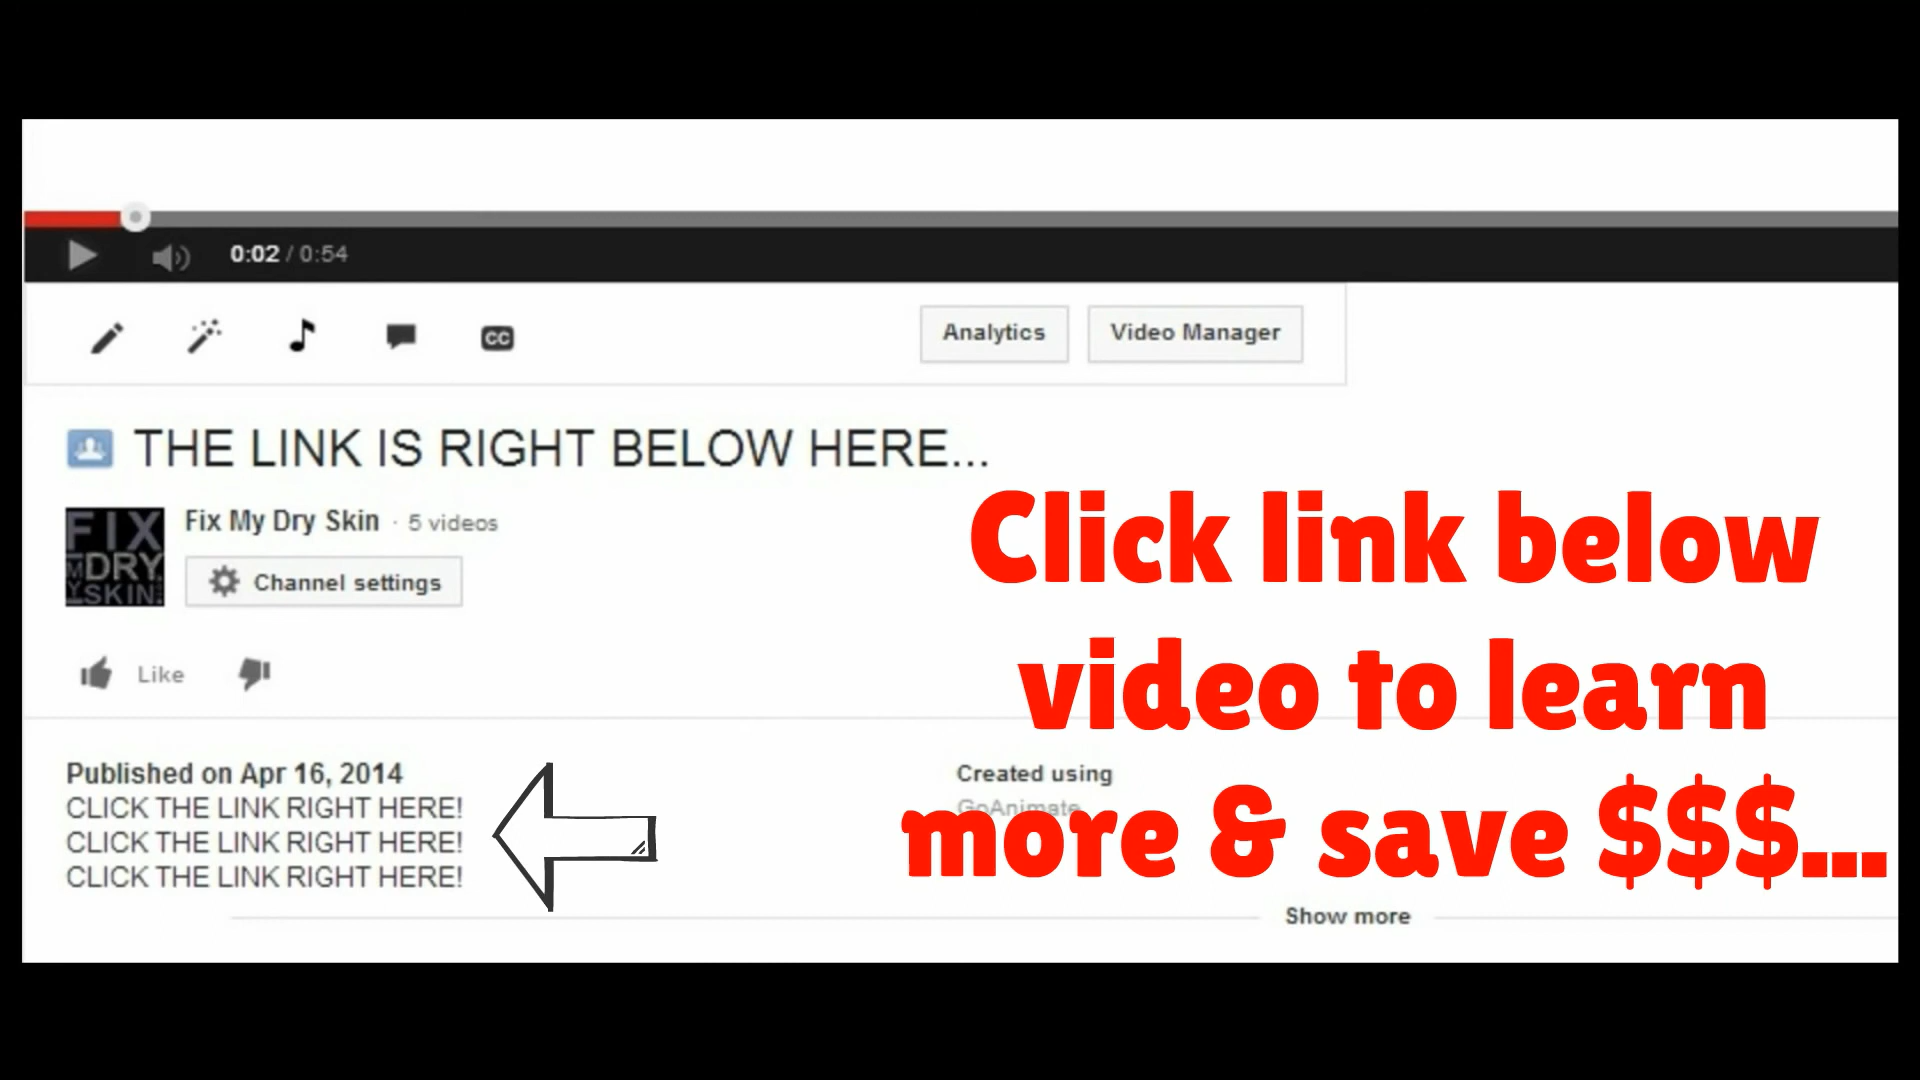 0:02 / 0:54
CC
Analytics
Video Manager
THE LINK IS RIGHT BELOW HERE...
FIX
MY DRY
SKIN
Fix My Dry Skin · 5 videos
Channel settings
Like
Click link below
video to learn
more & save $$$...
Published on Apr 16, 2014
CLICK THE LINK RIGHT HERE!
CLICK THE LINK RIGHT HERE!
CLICK THE LINK RIGHT HERE!
Created using
GoAnimate
Show more